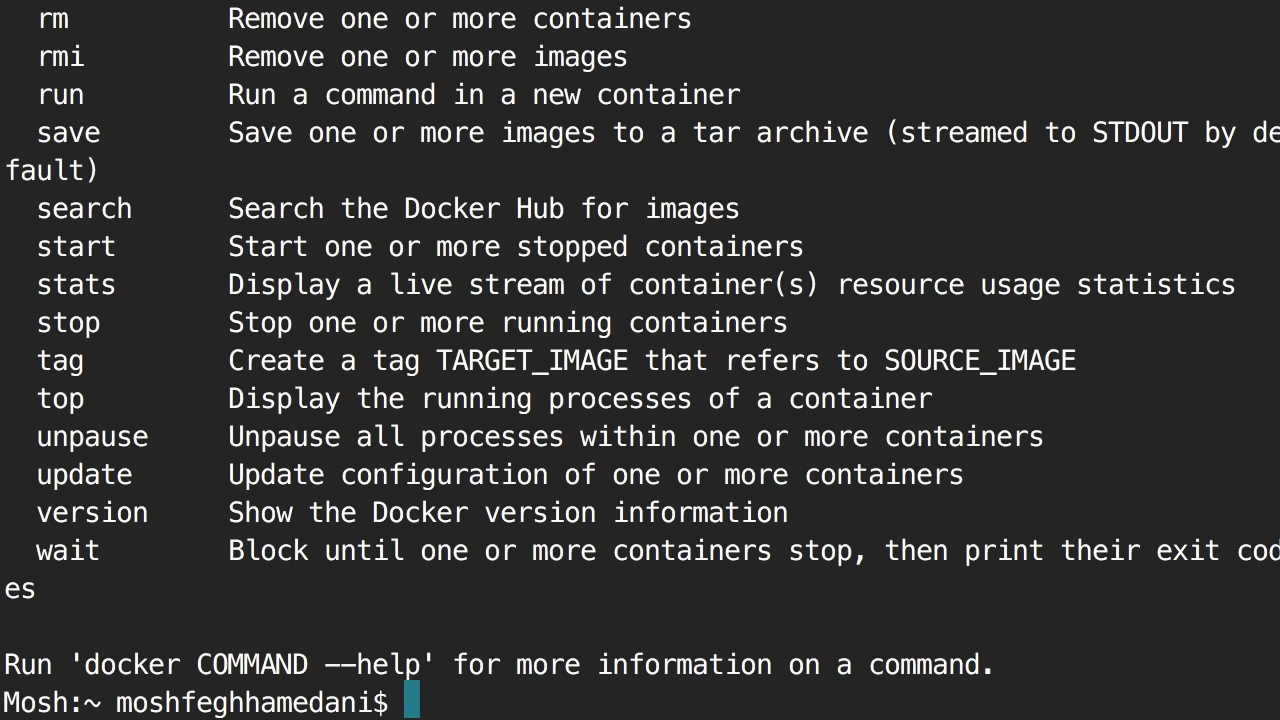 rm Remove one or more containers
rmi Remove one or more images
run Run a command in a new container
save Save one or more images to a tar archive (streamed to STDOUT by de
fault)
search Search the Docker Hub for images
start Start one or more stopped containers
stats Display a live stream of container(s) resource usage statistics
stop Stop one or more running containers
tag Create a tag TARGET_IMAGE that refers to SOURCE_IMAGE
top Display the running processes of a container
unpause Unpause all processes within one or more containers
update Update configuration of one or more containers
version Show the Docker version information
wait Block until one or more containers stop, then print their exit cod
es
Run 'docker COMMAND --help' for more information on a command.
Mosh:~ moshfeghhamedani$